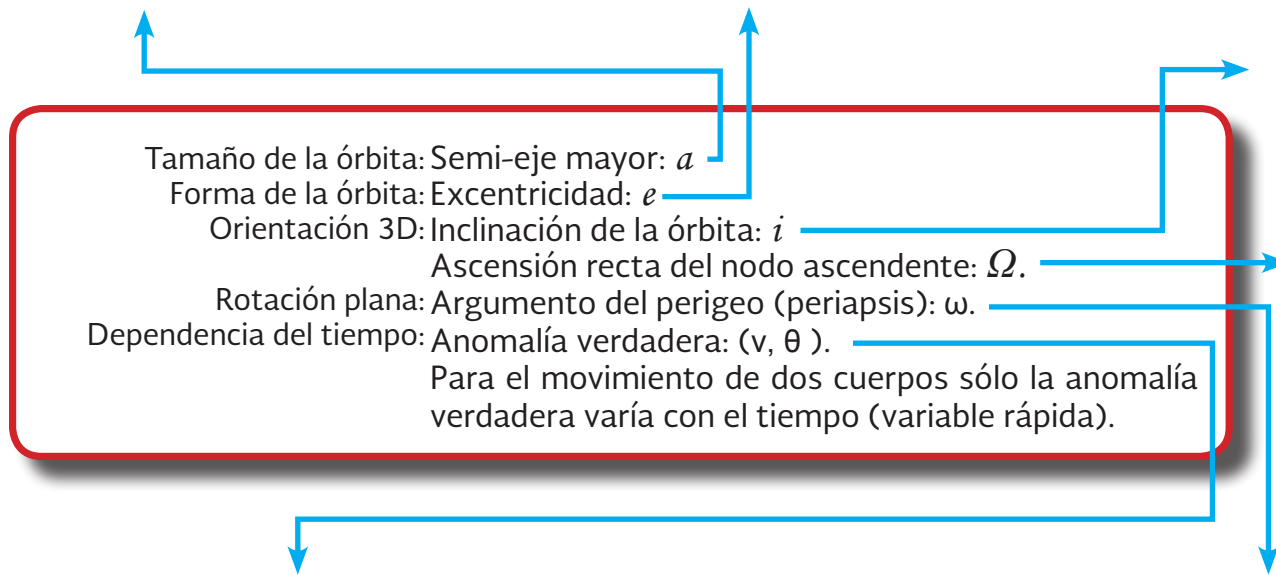 Tamaño de la órbita: Semi-eje mayor: a
Forma de la órbita: Excentricidad: e
Orientación 3D: Inclinación de la órbita: i
Ascensión recta del nodo ascendente: Ω.
Rotación plana: Argumento del perigeo (periapsis): ω.
Dependencia del tiempo: Anomalía verdadera: (v, θ ).
Para el movimiento de dos cuerpos sólo la anomalía
verdadera varía con el tiempo (variable rápida).